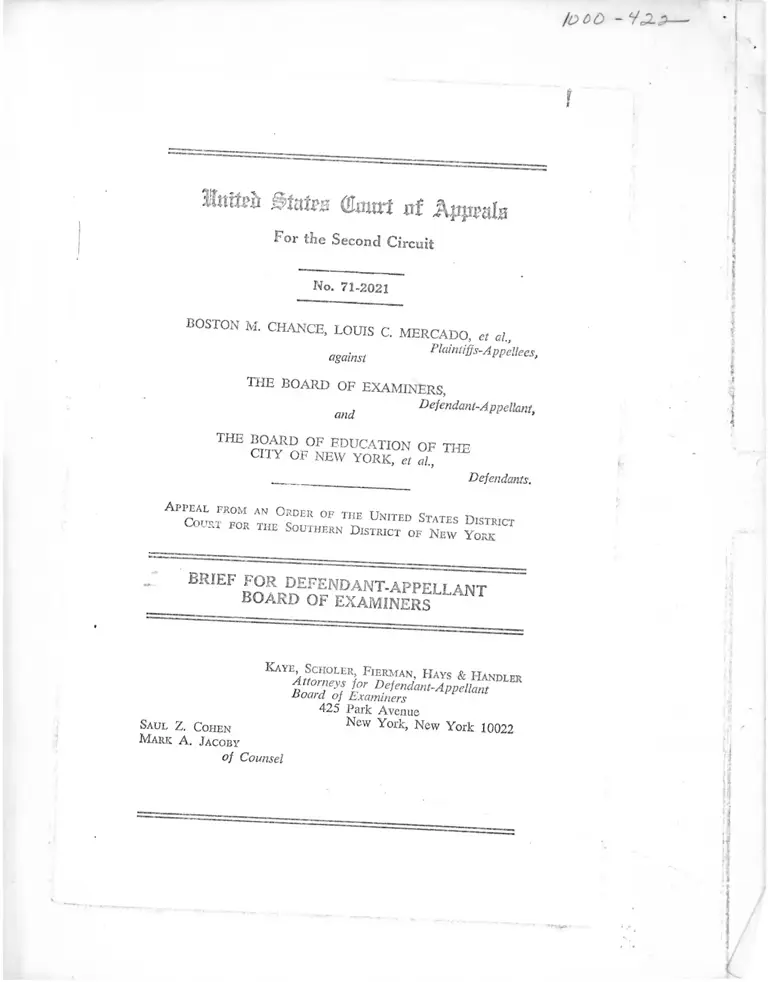 1000-422
United States Court of Appeals
For the Second Circuit
No. 71-2021
BOSTON M. CHANCE, LOUIS C. MERCADO, et al.,
Plaintiffs-Appellees,
against
THE BOARD OF EXAMINERS,
Defendant-Appellant,
and
THE BOARD OF EDUCATION OF THE
CITY OF NEW YORK, et al.,
Defendants.
APPEAL FROM AN ORDER OF THE UNITED STATES DISTRICT
COURT FOR THE SOUTHERN DISTRICT OF NEW YORK
BRIEF FOR DEFENDANT-APPELLANT
BOARD OF EXAMINERS
KAYE, SCHOLER, FIERMAN, HAYS & HANDLER
Attorneys for Defendant-Appellant
Board of Examiners
425 Park Avenue
New York, New York 10022
SAUL Z. COHEN
MARK A. JACOBY
of Counsel